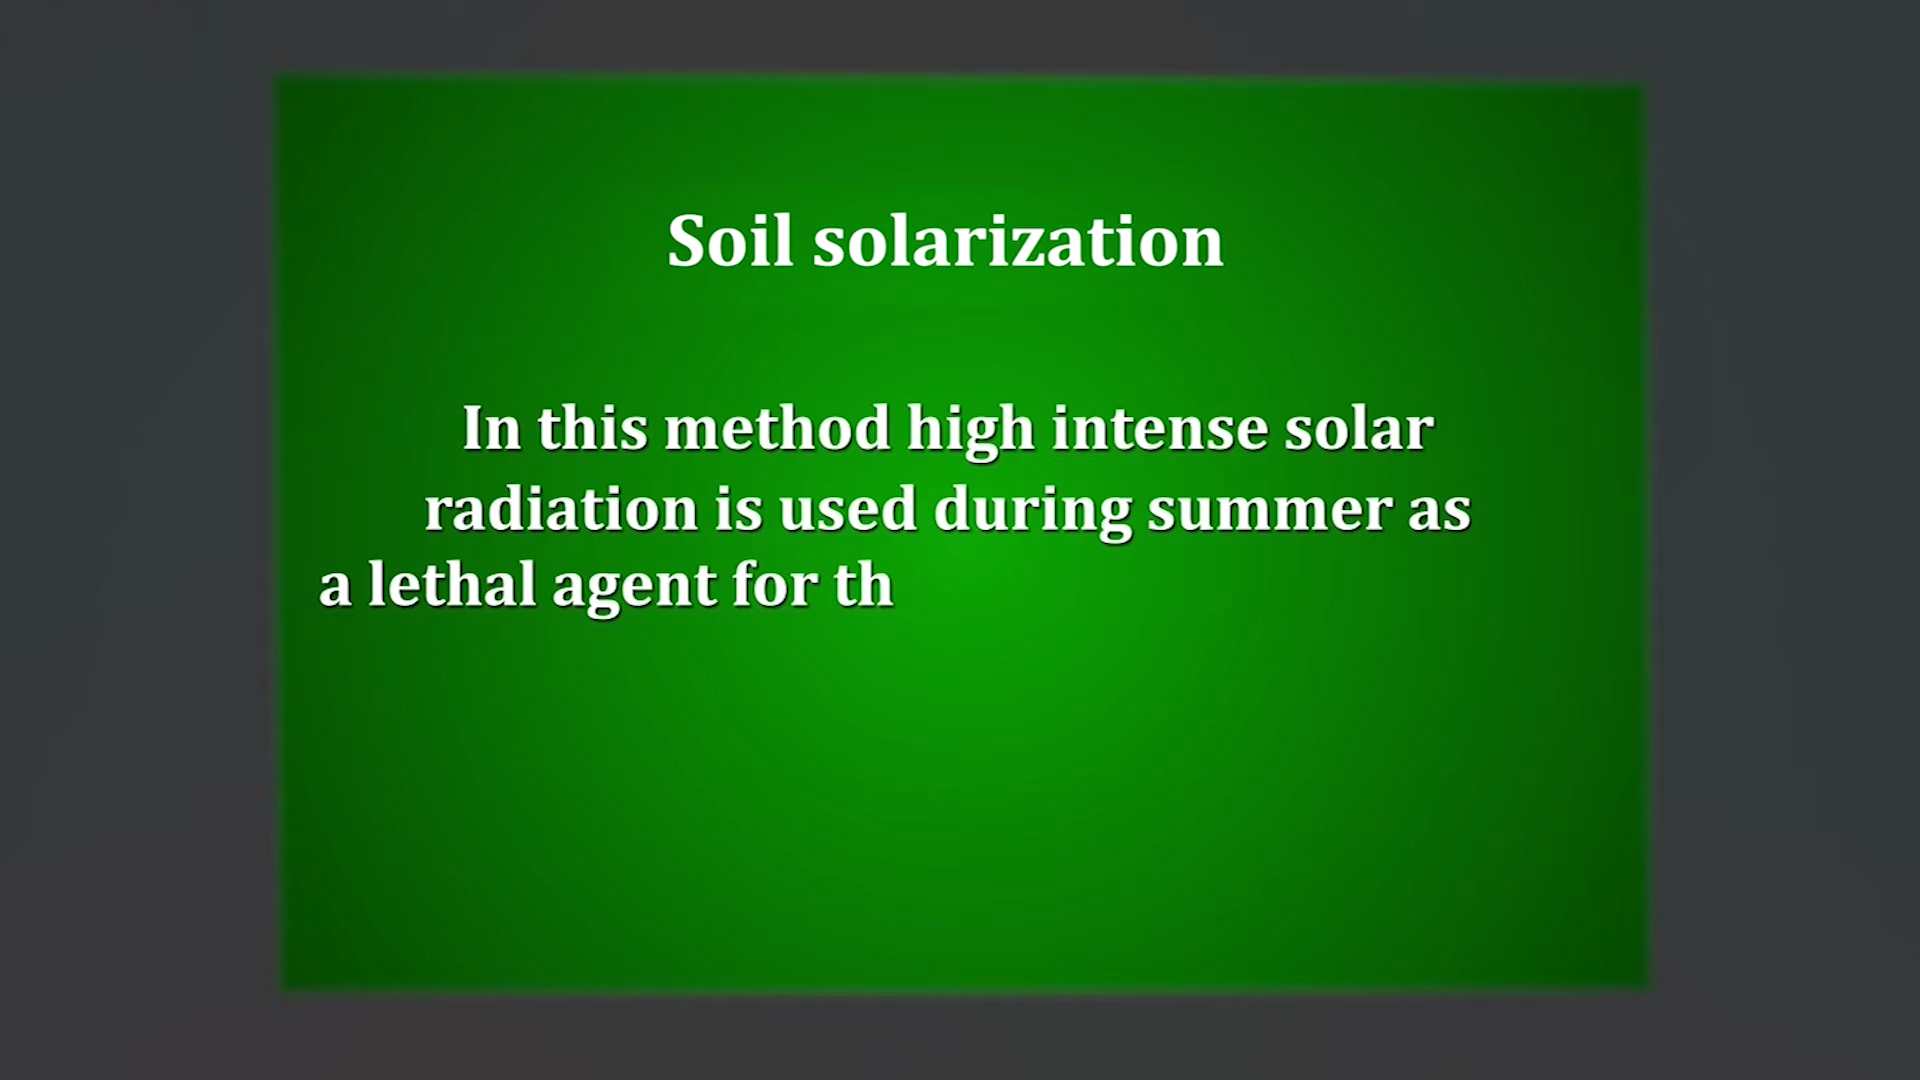 Soil solarization
In this method high intense solar
radiation is used during summer as
a lethal agent for th